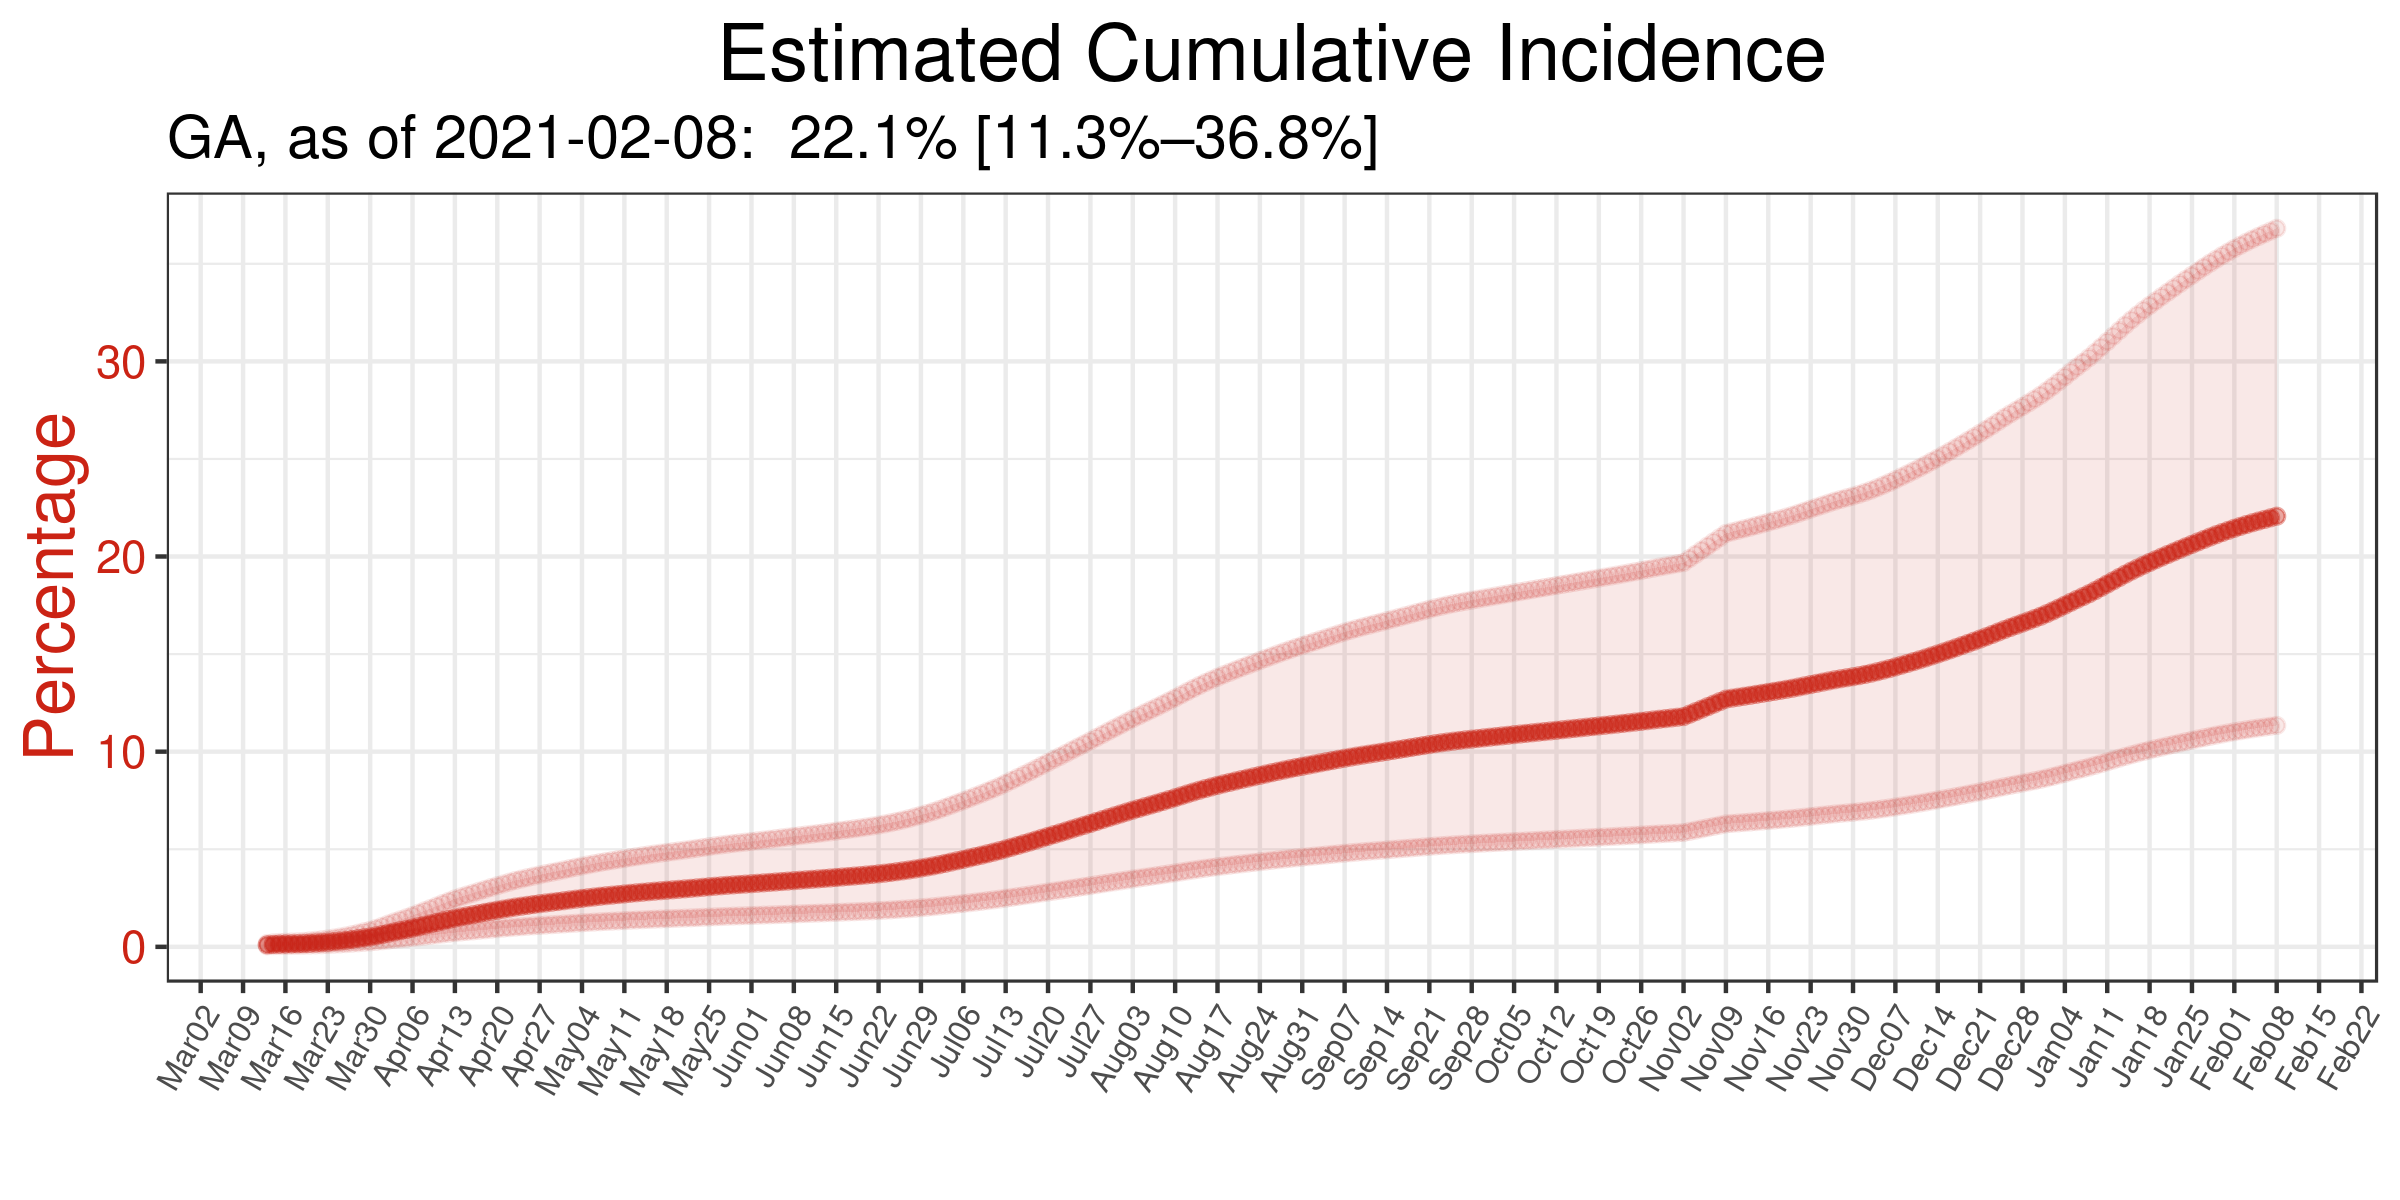 Estimated Cumulative Incidence
GA, as of 2021-02-08:  22.1% [11.3%–36.8%]
Percentage
30
20
10
0
Mar02
Mar09
Mar16
Mar23
Mar30
Apr06
Apr13
Apr20
Apr27
May04
May11
May18
May25
Jun01
Jun08
Jun15
Jun22
Jun29
Jul06
Jul13
Jul20
Jul27
Aug03
Aug10
Aug17
Aug24
Aug31
Sep07
Sep14
Sep21
Sep28
Oct05
Oct12
Oct19
Oct26
Nov02
Nov09
Nov16
Nov23
Nov30
Dec07
Dec14
Dec21
Dec28
Jan04
Jan11
Jan18
Jan25
Feb01
Feb08
Feb15
Feb22